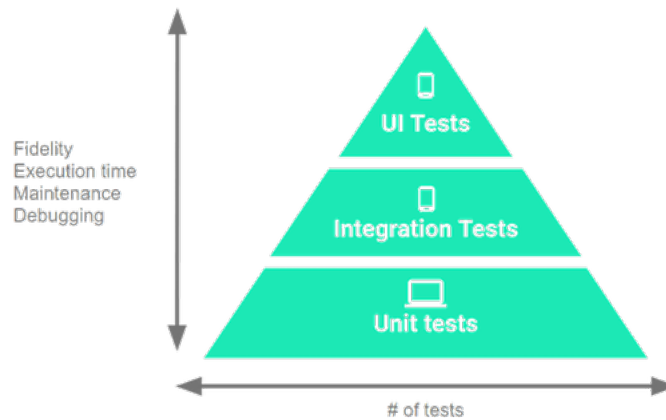 UI Tests
Fidelity
Execution time
Maintenance
Debugging
Integration Tests
Unit tests
# of tests